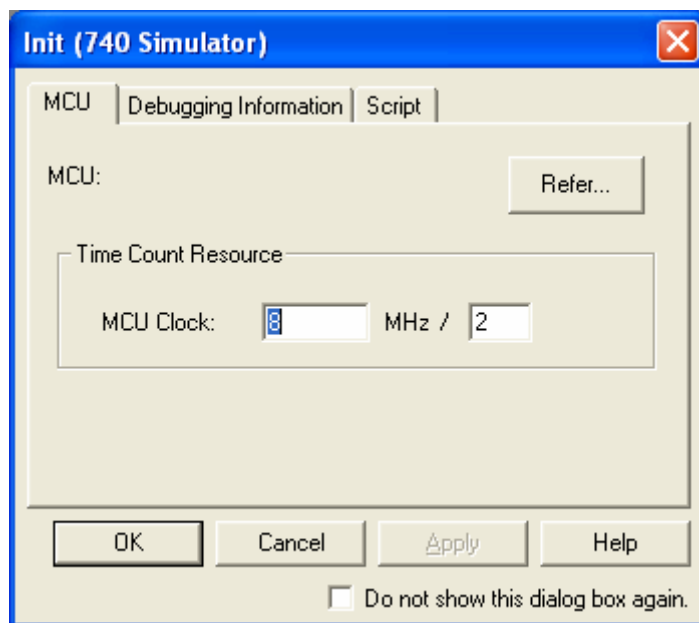 Init (740 Simulator)
MCU Debugging Information Script
MCU: Refer...
Time Count Resource
MCU Clock: 8 MHz / 2
OK Cancel Apply Help
Do not show this dialog box again.